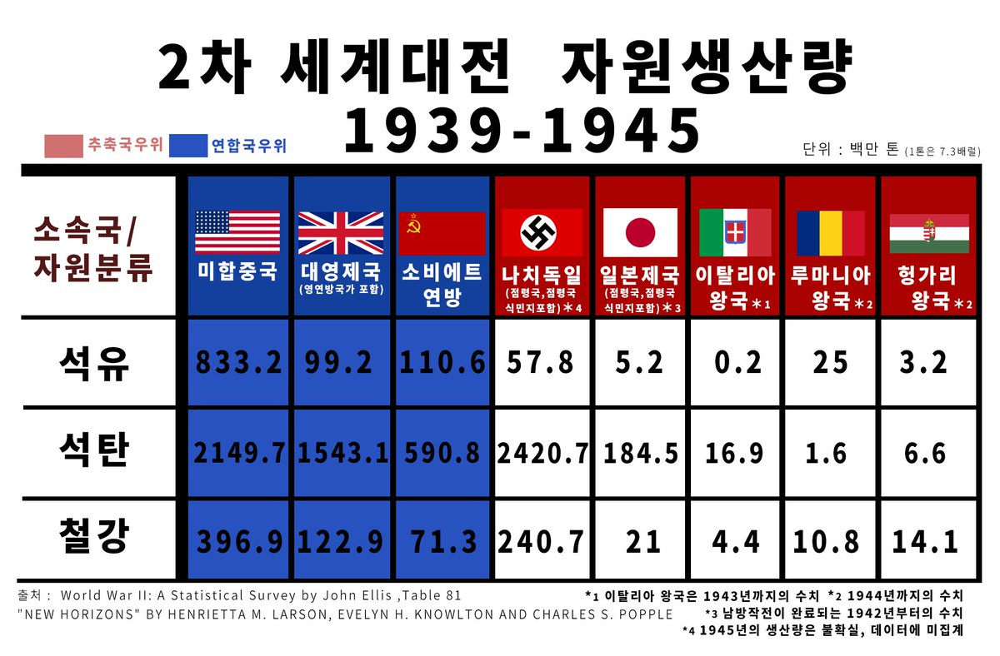 2차 세계대전 자원생산량
1939-1945
추축국우위 연합국우위
단위 : 백만 톤 (1톤은 7.3배럴)
소속국/
자원분류
미합중국
대영제국
(영연방국가 포함)
소비에트
연방
나치독일
(점령국,점령국
식민지포함)*4
일본제국
(점령국,점령국
식민지포함)*3
이탈리아
왕국*1
루마니아
왕국*2
헝가리
왕국*2
석유 833.2 99.2 110.6 57.8 5.2 0.2 25 3.2
석탄 2149.7 1543.1 590.8 2420.7 184.5 16.9 1.6 6.6
철강 396.9 122.9 71.3 240.7 21 4.4 10.8 14.1
출처 : World War II: A Statistical Survey by John Ellis ,Table 81
"NEW HORIZONS" BY HENRIETTA M. LARSON, EVELYN H. KNOWLTON AND CHARLES S. POPPLE
*1 이탈리아 왕국은 1943년까지의 수치 *2 1944년까지의 수치
*3 남방작전이 완료되는 1942년부터의 수치
*4 1945년의 생산량은 불확실, 데이터에 미집계